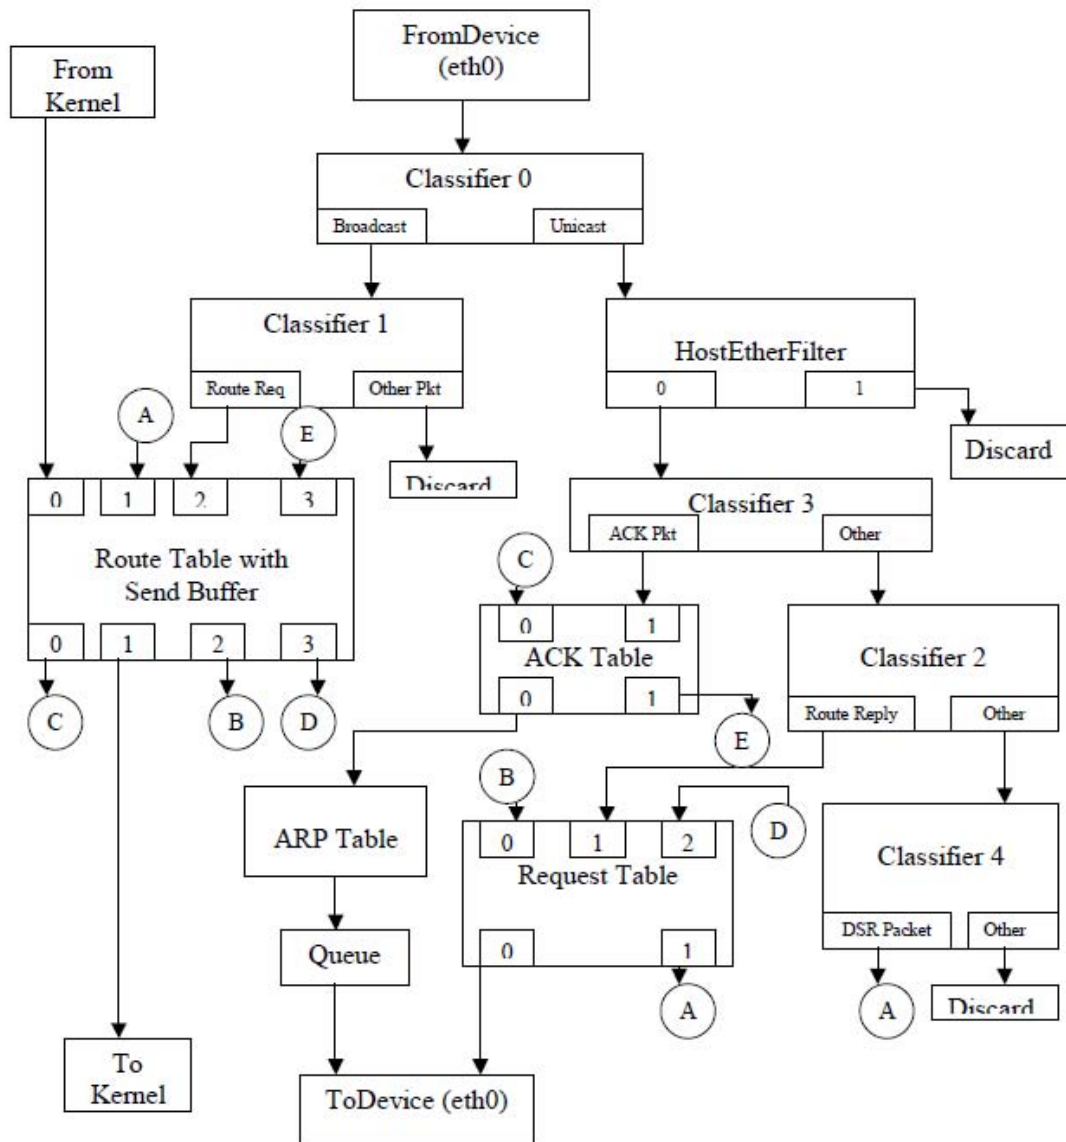 From
Kernel
FromDevice
(eth0)
Classifier 0
Broadcast
Unicast
Classifier 1
Route Req
Other Pkt
HostEtherFilter
0
1
A
E
Discard
Discard
0
1
2
3
Route Table with
Send Buffer
0
1
2
3
C
B
D
Classifier 3
ACK Pkt
Other
C
0
1
ACK Table
0
1
E
Classifier 2
Route Reply
Other
B
D
ARP Table
0
1
2
Request Table
0
1
Classifier 4
DSR Packet
Other
Queue
A
A
Discard
To
Kernel
ToDevice (eth0)